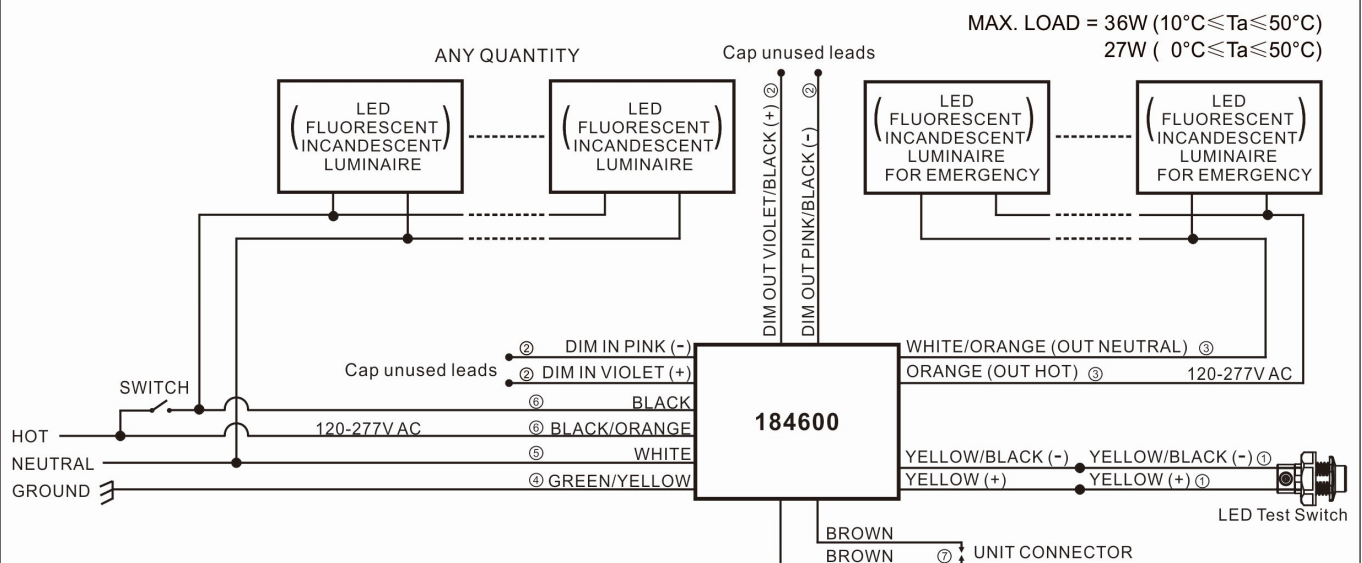 MAX. LOAD = 36W (10°C≤Ta≤50°C)
27W ( 0°C≤Ta≤50°C)
ANY QUANTITY
Cap unused leads
LED
FLUORESCENT
INCANDESCENT
LUMINAIRE
LED
FLUORESCENT
INCANDESCENT
LUMINAIRE
DIM OUT VIOLET/BLACK (+) ②
DIM OUT PINK/BLACK (-) ②
LED
FLUORESCENT
INCANDESCENT
LUMINAIRE
FOR EMERGENCY
LED
FLUORESCENT
INCANDESCENT
LUMINAIRE
FOR EMERGENCY
② DIM IN PINK (-)
Cap unused leads
② DIM IN VIOLET (+)
SWITCH
⑥ BLACK
HOT
120-277V AC
⑥ BLACK/ORANGE
NEUTRAL
⑤ WHITE
GROUND
④ GREEN/YELLOW
184600
WHITE/ORANGE (OUT NEUTRAL) ③
ORANGE (OUT HOT) ③
120-277V AC
YELLOW/BLACK (-)
YELLOW/BLACK (-) ①
YELLOW (+)
YELLOW (+) ①
LED Test Switch
BROWN
BROWN
⑦ UNIT CONNECTOR